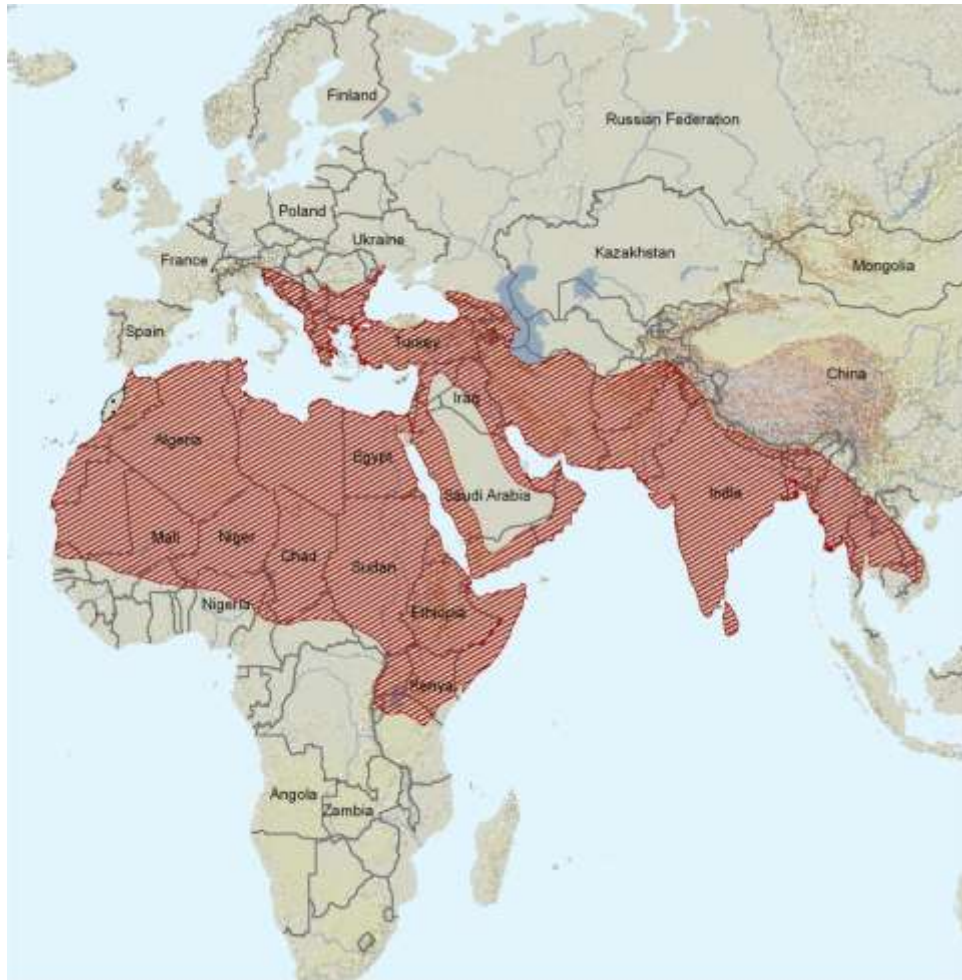 Finland
Russian Federation
Poland
Ukraine
Kazakhstan
France
Mongolia
Spain
Turkey
China
Iraq
Algeria
Egypt
Saudi Arabia
India
Mali
Niger
Chad
Sudan
Nigeria
Ethiopia
Kenya
Angola
Zambia